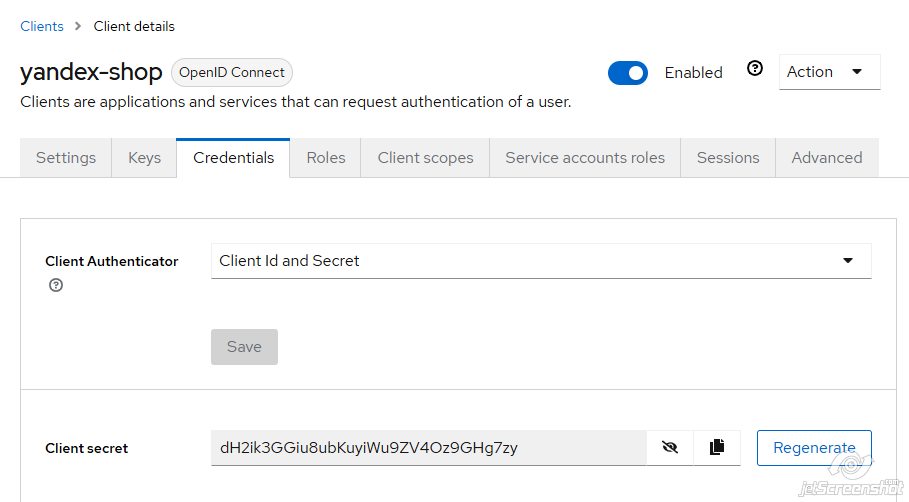 Clients > Client details
yandex-shop OpenID Connect
Enabled
Action
Clients are applications and services that can request authentication of a user.
Settings Keys Credentials Roles Client scopes Service accounts roles Sessions Advanced
Client Authenticator
Client Id and Secret
Save
Client secret
dH2ik3GGiu8ubKuyiWu9ZV4Oz9GHg7zy
Regenerate
jetScreenshot.com